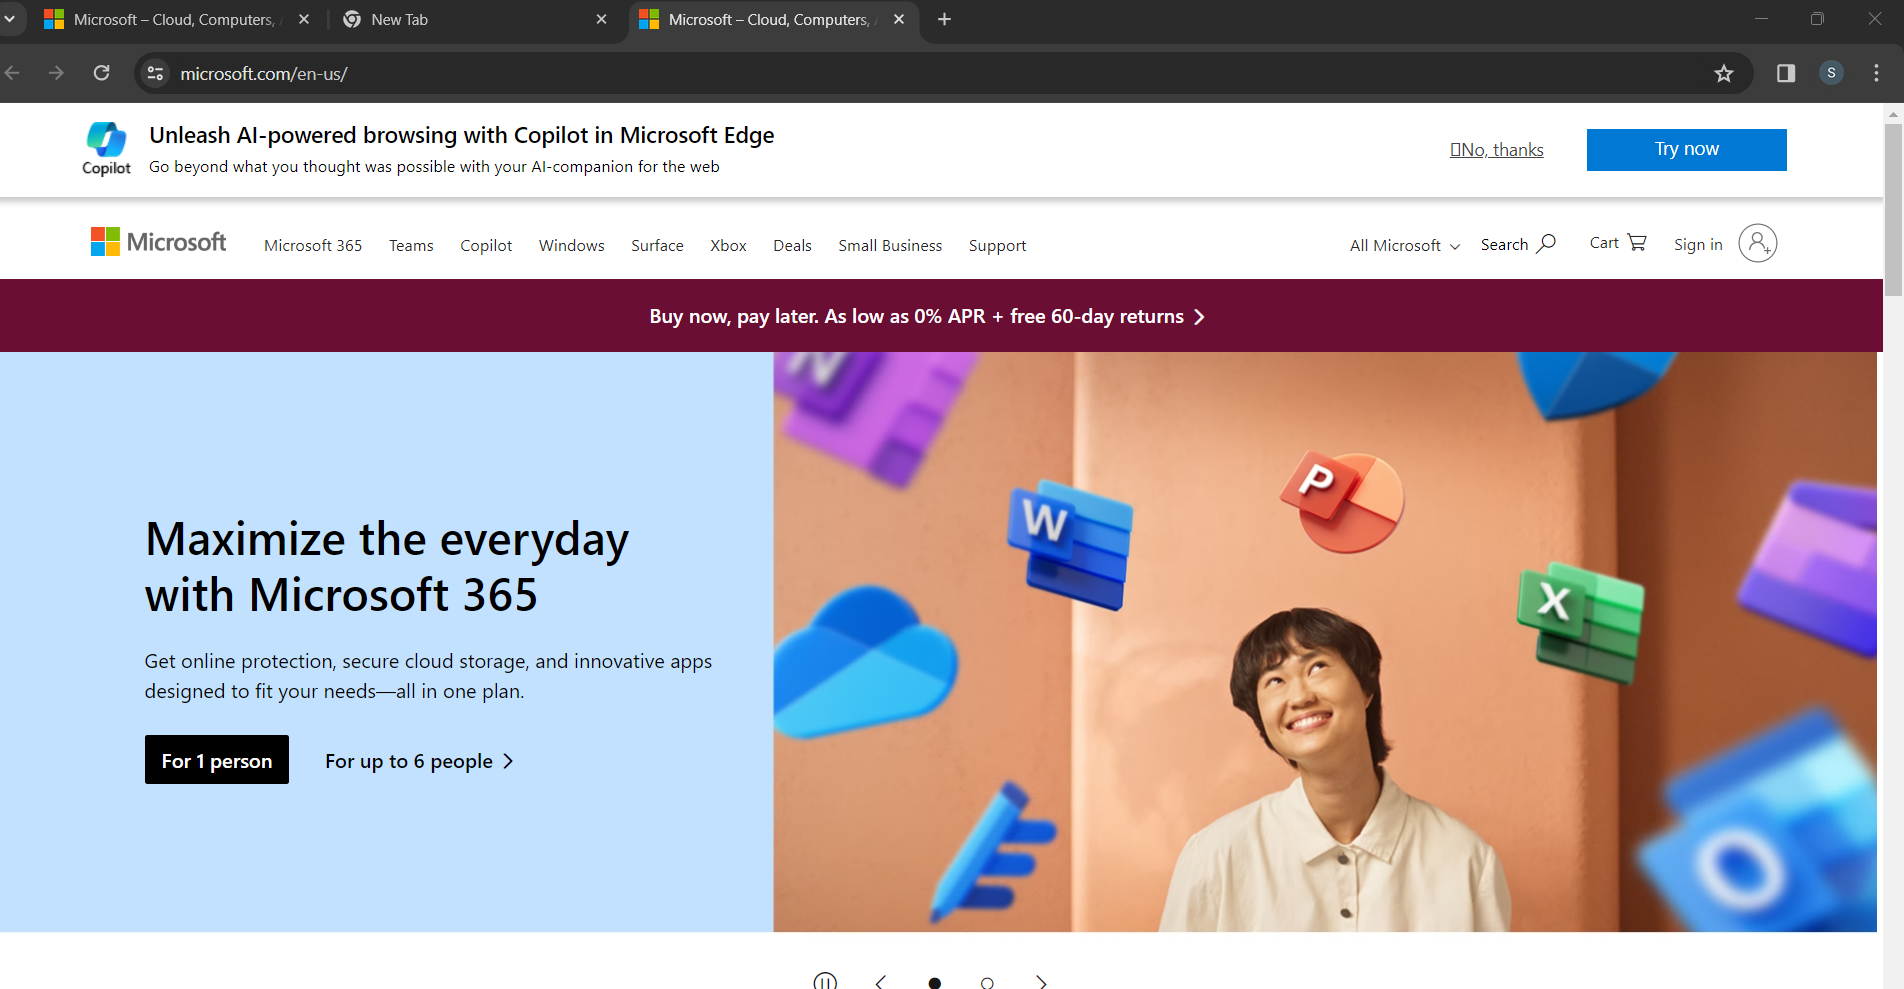 Microsoft – Cloud, Computers,
New Tab
Microsoft – Cloud, Computers,
microsoft.com/en-us/
S
Unleash AI-powered browsing with Copilot in Microsoft Edge
Copilot
Go beyond what you thought was possible with your AI-companion for the web
No, thanks
Try now
Microsoft
Microsoft 365
Teams
Copilot
Windows
Surface
Xbox
Deals
Small Business
Support
All Microsoft
Search
Cart
Sign in
Buy now, pay later. As low as 0% APR + free 60-day returns
N
W
P
X
O
Maximize the everyday
with Microsoft 365
Get online protection, secure cloud storage, and innovative apps
designed to fit your needs—all in one plan.
For 1 person
For up to 6 people